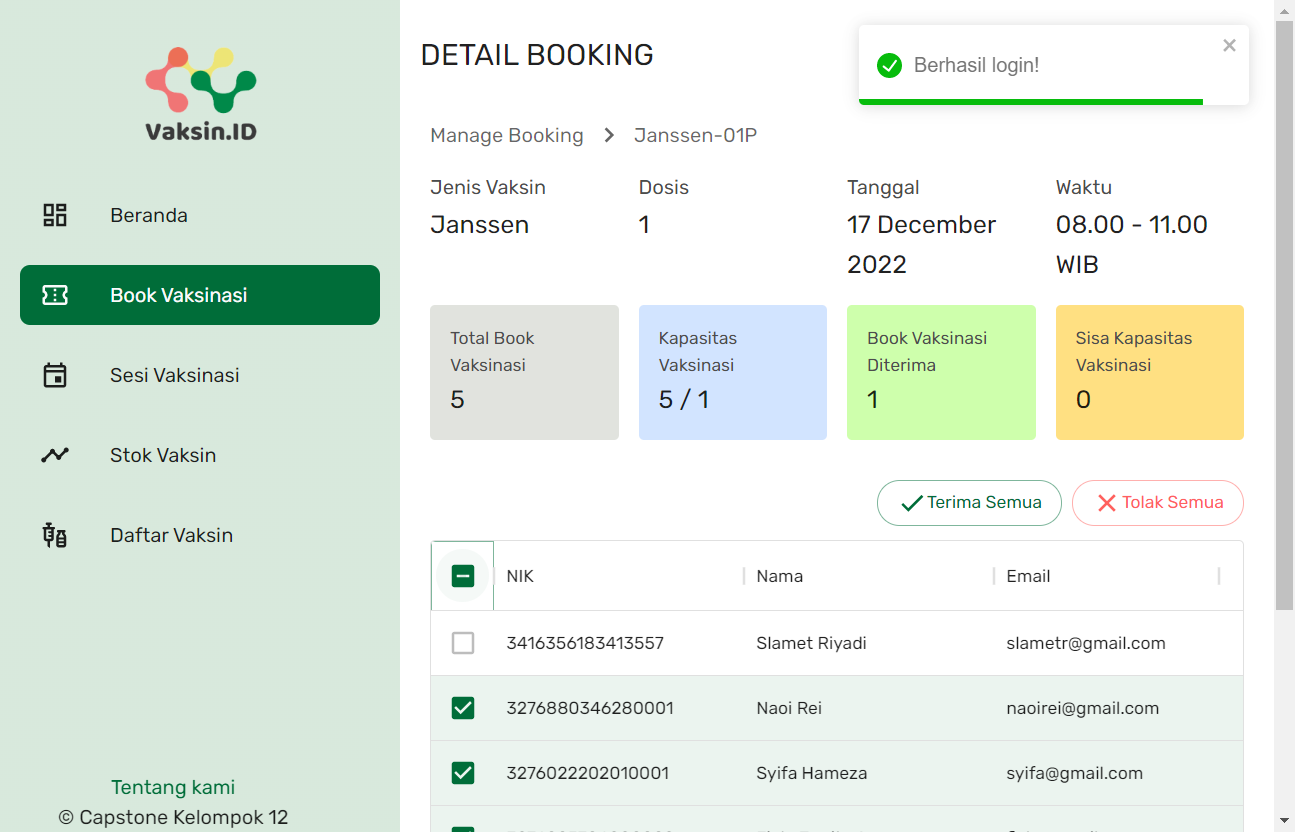 Vaksin.ID
Beranda
Book Vaksinasi
Sesi Vaksinasi
Stok Vaksin
Daftar Vaksin
Tentang kami
© Capstone Kelompok 12
DETAIL BOOKING
Berhasil login!
Manage Booking > Janssen-01P
Jenis Vaksin Dosis Tanggal Waktu
Janssen 1 17 December 08.00 - 11.00
2022 WIB
Total Book Kapasitas Book Vaksinasi Sisa Kapasitas
Vaksinasi Vaksinasi Diterima Vaksinasi
5 5 / 1 1 0
Terima Semua Tolak Semua
NIK Nama Email
3416356183413557 Slamet Riyadi slametr@gmail.com
3276880346280001 Naoi Rei naoirei@gmail.com
3276022202010001 Syifa Hameza syifa@gmail.com